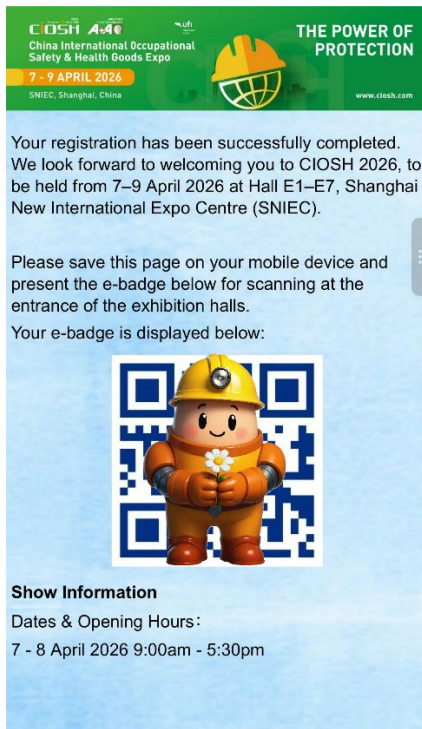 CIOSH A+A
ufi
China International Occupational
Safety & Health Goods Expo
7 - 9 APRIL 2026
SNIEC, Shanghai, China
THE POWER OF
PROTECTION
www.ciosh.com
Your registration has been successfully completed.
We look forward to welcoming you to CIOSH 2026, to
be held from 7–9 April 2026 at Hall E1–E7, Shanghai
New International Expo Centre (SNIEC).
Please save this page on your mobile device and
present the e-badge below for scanning at the
entrance of the exhibition halls.
Your e-badge is displayed below:
Show Information
Dates & Opening Hours:
7 - 8 April 2026 9:00am - 5:30pm